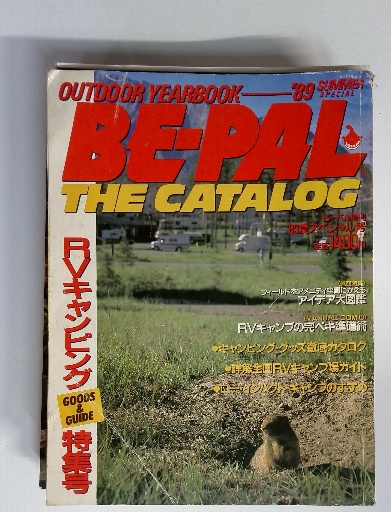 OUTDOOR YEARBOOK — '89 SUMMER SPECIAL
BE-PAL
THE CATALOG
RVキャンピング
GOODS & GUIDE
特集号
アイデア大図鑑
RVキャンプの完ペキ準備術
●キャンピング・グッズ徹底カタログ
●詳解全国RVキャンプ場ガイド